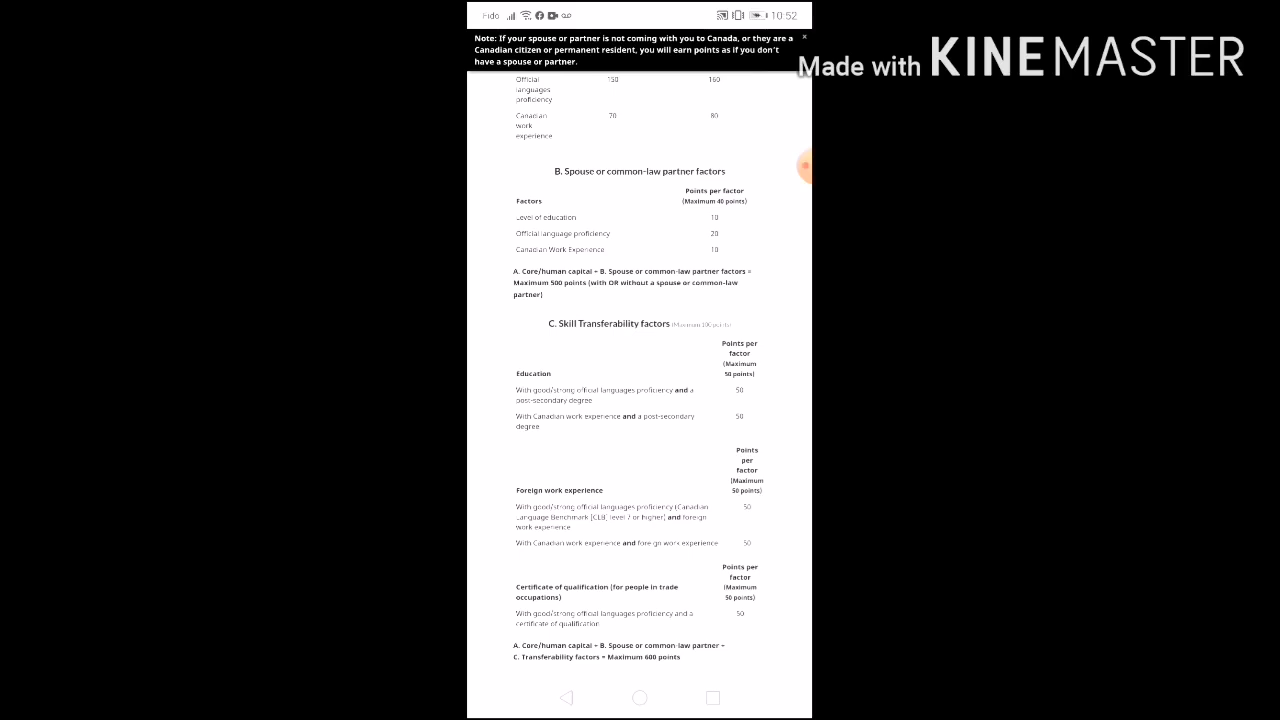 Fido 10:52
Note: If your spouse or partner is not coming with you to Canada, or they are a ×
Canadian citizen or permanent resident, you will earn points as if you don't
have a spouse or partner.
Made with KINEMASTER
Official 150 160
languages
proficiency
Canadian 70 80
work
experience
B. Spouse or common-law partner factors
Points per factor
Factors (Maximum 40 points)
Level of education 10
Official language proficiency 20
Canadian Work Experience 10
A. Core/human capital + B. Spouse or common-law partner factors =
Maximum 500 points (with OR without a spouse or common-law
partner)
C. Skill Transferability factors (Maximum 100 points)
Points per
factor
(Maximum
Education 50 points)
With good/strong official languages proficiency and a 50
post-secondary degree
With Canadian work experience and a post-secondary 50
degree
Points
per
factor
(Maximum
Foreign work experience 50 points)
With good/strong official languages proficiency (Canadian 50
Language Benchmark [CLB] level 7 or higher) and foreign
work experience
With Canadian work experience and foreign work experience 50
Points per
factor
Certificate of qualification (for people in trade (Maximum
occupations) 50 points)
With good/strong official languages proficiency and a 50
certificate of qualification
A. Core/human capital + B. Spouse or common-law partner +
C. Transferability factors = Maximum 600 points